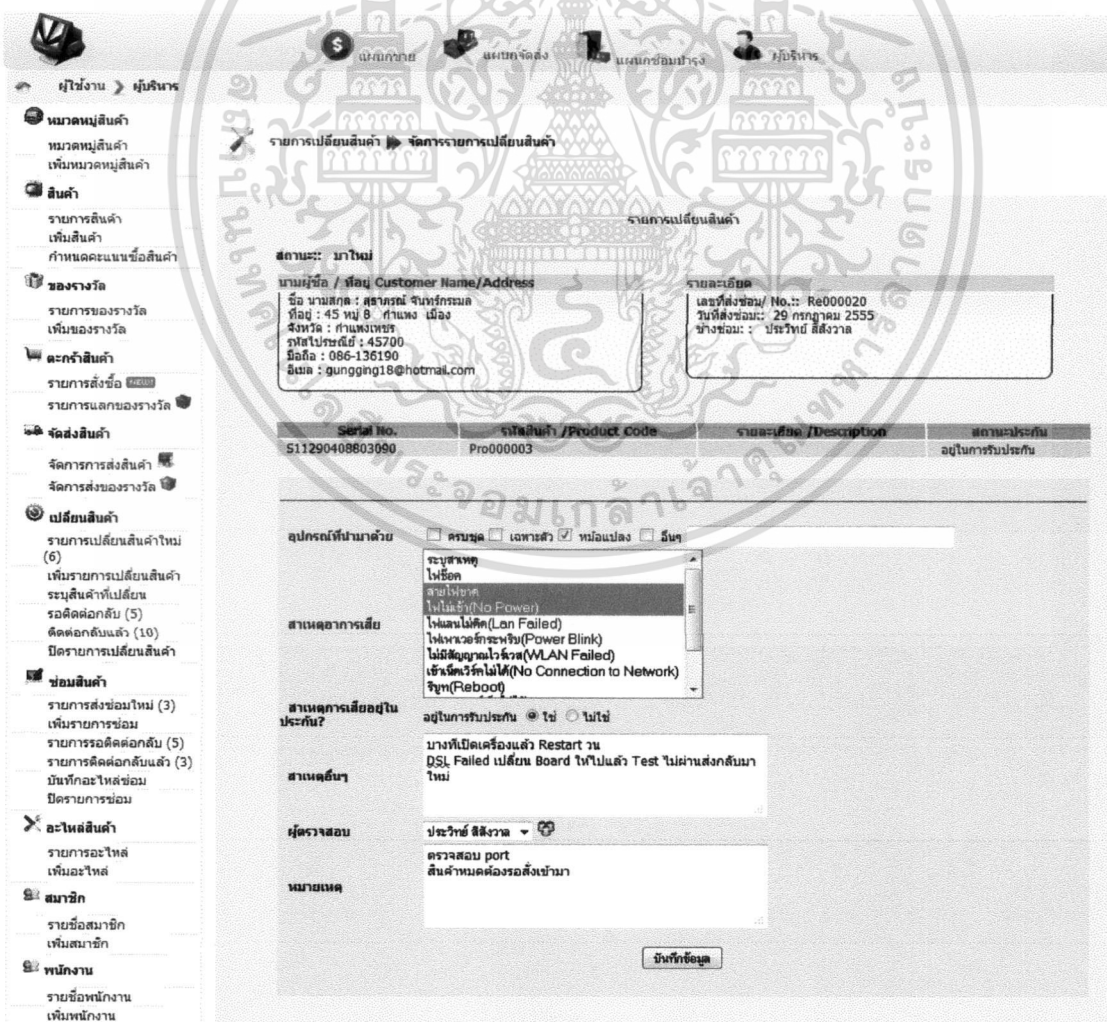 แผนกขาย
แผนกจัดส่ง
แผนกซ่อมบำรุง
ผู้บริหาร
ผู้ใช้งาน ผู้บริหาร
หมวดหมู่สินค้า
หมวดหมู่สินค้า
เพิ่มหมวดหมู่สินค้า
สินค้า
รายการสินค้า
เพิ่มสินค้า
กำหนดคะแนนซื้อสินค้า
ของรางวัล
รายการของรางวัล
เพิ่มของรางวัล
ตะกร้าสินค้า
รายการสั่งซื้อ NEW!!
รายการแลกของรางวัล
จัดส่งสินค้า
จัดการการส่งสินค้า
จัดการส่งของรางวัล
เปลี่ยนสินค้า
รายการเปลี่ยนสินค้าใหม่
(6)
เพิ่มรายการเปลี่ยนสินค้า
ระบุสินค้าที่เปลี่ยน
รอติดต่อกลับ (5)
ติดต่อกลับแล้ว (10)
ปิดรายการเปลี่ยนสินค้า
ซ่อมสินค้า
รายการส่งซ่อมใหม่ (3)
เพิ่มรายการซ่อม
รายการรอติดต่อกลับ (5)
รายการติดต่อกลับแล้ว (3)
บันทึกอะไหล่ซ่อม
ปิดรายการซ่อม
อะไหล่สินค้า
รายการอะไหล่
เพิ่มอะไหล่
สมาชิก
รายชื่อสมาชิก
เพิ่มสมาชิก
พนักงาน
รายชื่อพนักงาน
เพิ่มพนักงาน
รายการเปลี่ยนสินค้า จัดการรายการเปลี่ยนสินค้า
รายการเปลี่ยนสินค้า
สถานะ:: มาใหม่
นามผู้ซื้อ / ที่อยู่ Customer Name/Address
ชื่อ นามสกุล : สุธาภรณ์ จันทร์กระมล
ที่อยู่ : 45 หมู่ 8 กำแพง เมือง
จังหวัด : กำแพงเพชร
รหัสไปรษณีย์ : 45700
มือถือ : 086-136190
อีเมล : gungging18@hotmail.com
รายละเอียด
เลขที่ส่งซ่อม/ No.:: Re000020
วันที่ส่งซ่อม:: 29 กรกฎาคม 2555
ช่างซ่อม: : ประวิทย์ สีสังวาล
Serial No. รหัสสินค้า /Product Code รายละเอียด /Description สถานะประกัน
S11290408803090 Pro000003 อยู่ในการรับประกัน
อุปกรณ์ที่นำมาด้วย ครบชุด เฉพาะตัว หม้อแปลง อื่นๆ
สาเหตุอาการเสีย
ระบุสาเหตุ
ไฟช็อค
สายไฟขาด
ไฟไม่เข้า(No Power)
ไฟแลนไม่ติด(Lan Failed)
ไฟเพาเวอร์กระพริบ(Power Blink)
ไม่มีสัญญาณไวร์เวส(WLAN Failed)
เข้าเน็ตเวิร์คไม่ได้(No Connection to Network)
รีบูท(Reboot)
สาเหตุการเสียอยู่ใน
ประกัน? อยู่ในการรับประกัน ใช่ ไม่ใช่
สาเหตุอื่นๆ
บางทีเปิดเครื่องแล้ว Restart วน
DSL Failed เปลี่ยน Board ให้ไปแล้ว Test ไม่ผ่านส่งกลับมา
ใหม่
ผู้ตรวจสอบ ประวิทย์ สีสังวาล
หมายเหตุ
ตรวจสอบ port
สินค้าหมดต้องรอสั่งเข้ามา
บันทึกข้อมูล